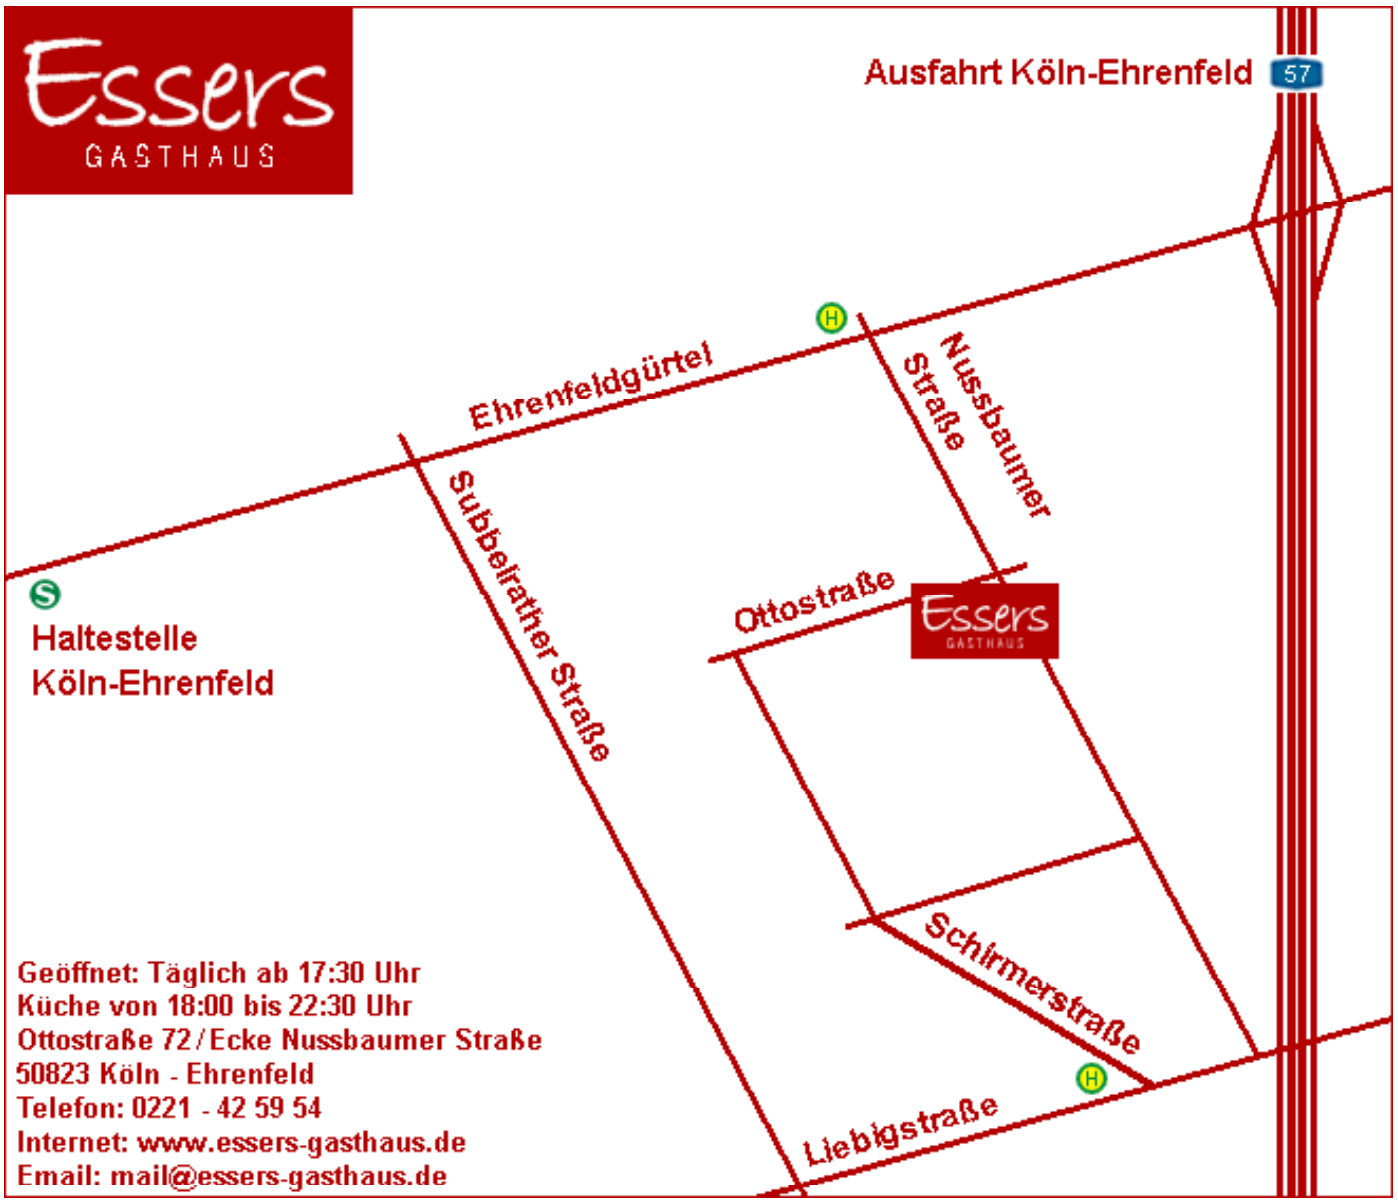 Essers
GASTHAUS
Ausfahrt Köln-Ehrenfeld
57
H
Ehrenfeldgürtel
Nussbaumer
Straße
Subbelrather Straße
S
Haltestelle
Köln-Ehrenfeld
Ottostraße
Essers
GASTHAUS
Schirmerstraße
H
Liebigstraße
Geöffnet: Täglich ab 17:30 Uhr
Küche von 18:00 bis 22:30 Uhr
Ottostraße 72/Ecke Nussbaumer Straße
50823 Köln - Ehrenfeld
Telefon: 0221 - 42 59 54
Internet: www.essers-gasthaus.de
Email: mail@essers-gasthaus.de